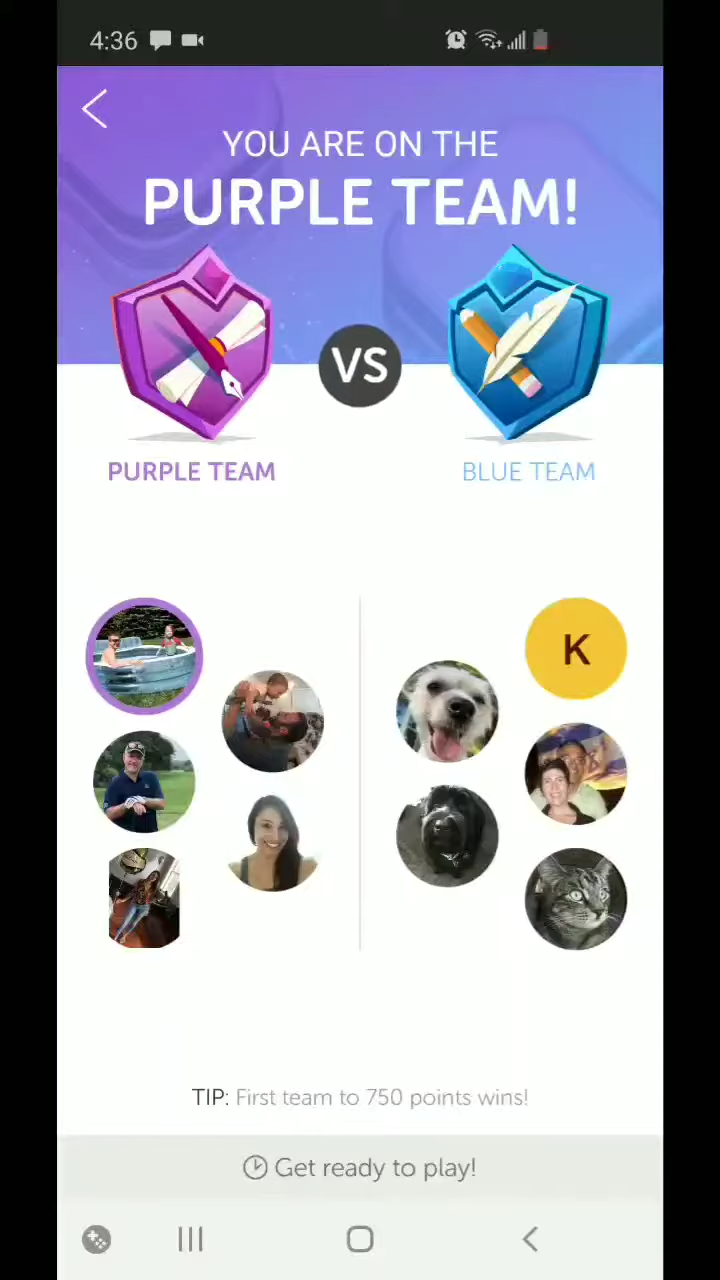 4:36
YOU ARE ON THE
PURPLE TEAM!
VS
PURPLE TEAM
BLUE TEAM
K
TIP: First team to 750 points wins!
Get ready to play!